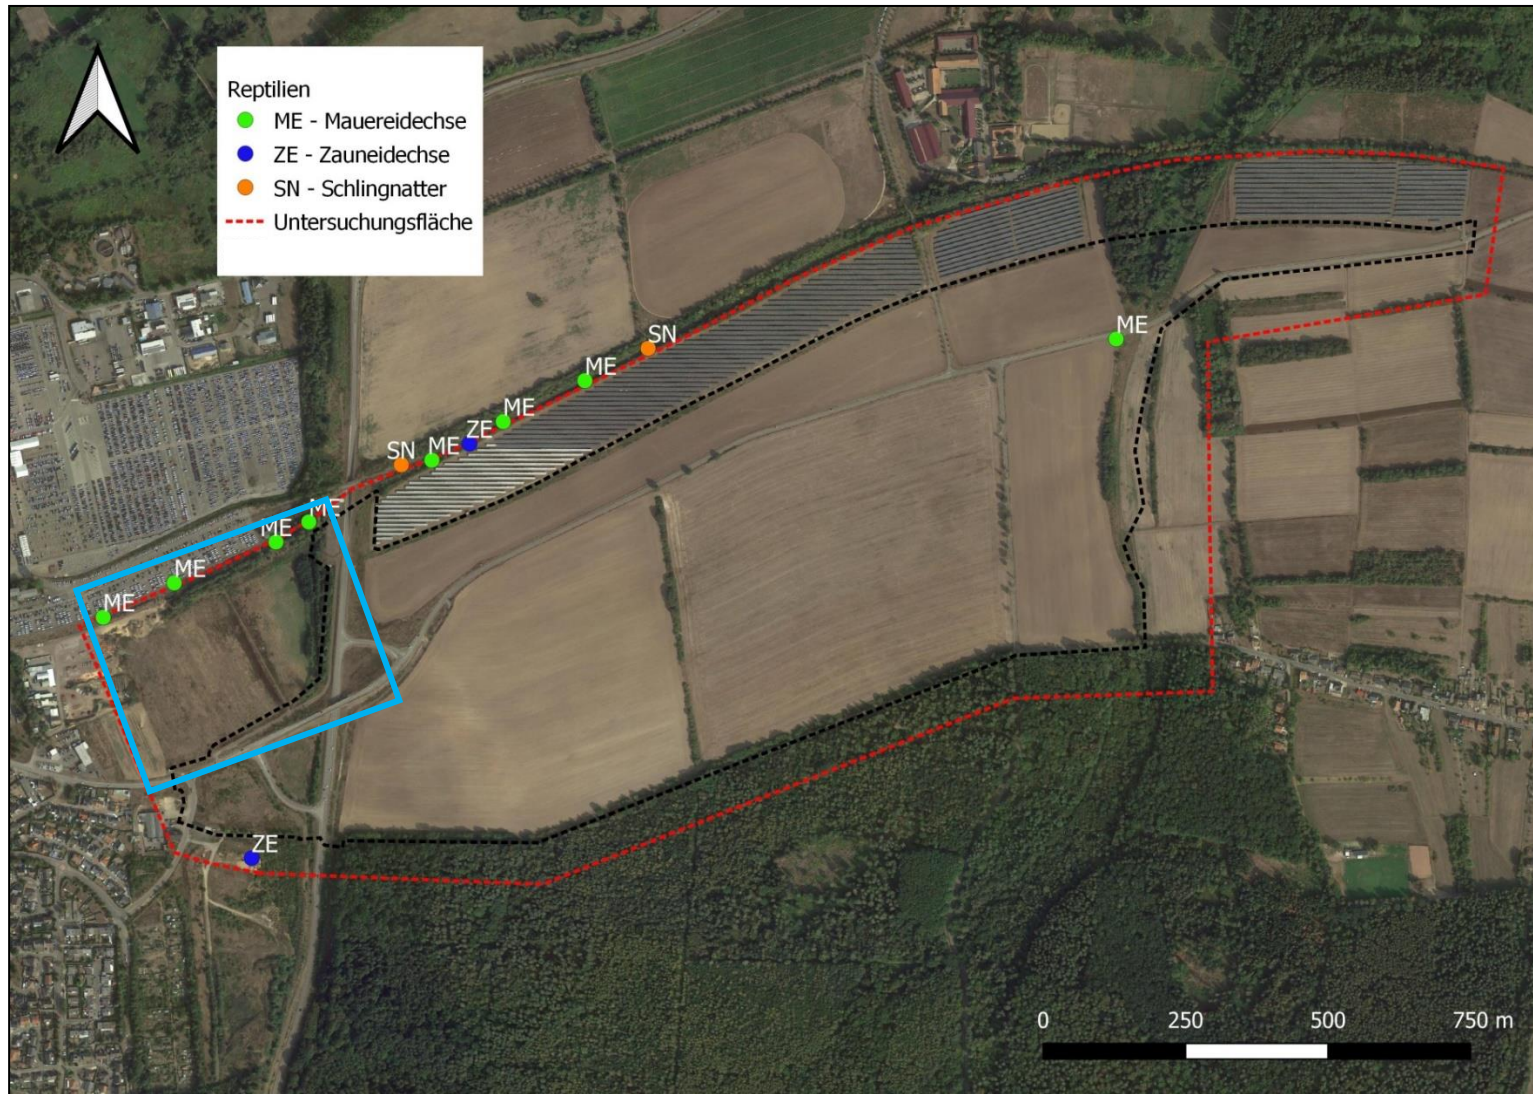 Reptilien
ME - Mauereidechse
ZE - Zauneidechse
SN - Schlingnatter
Untersuchungsfläche
SN
ME
ME
ME
ZE
SN
ME
ME
ME
ME
ME
ZE
0 250 500 750 m